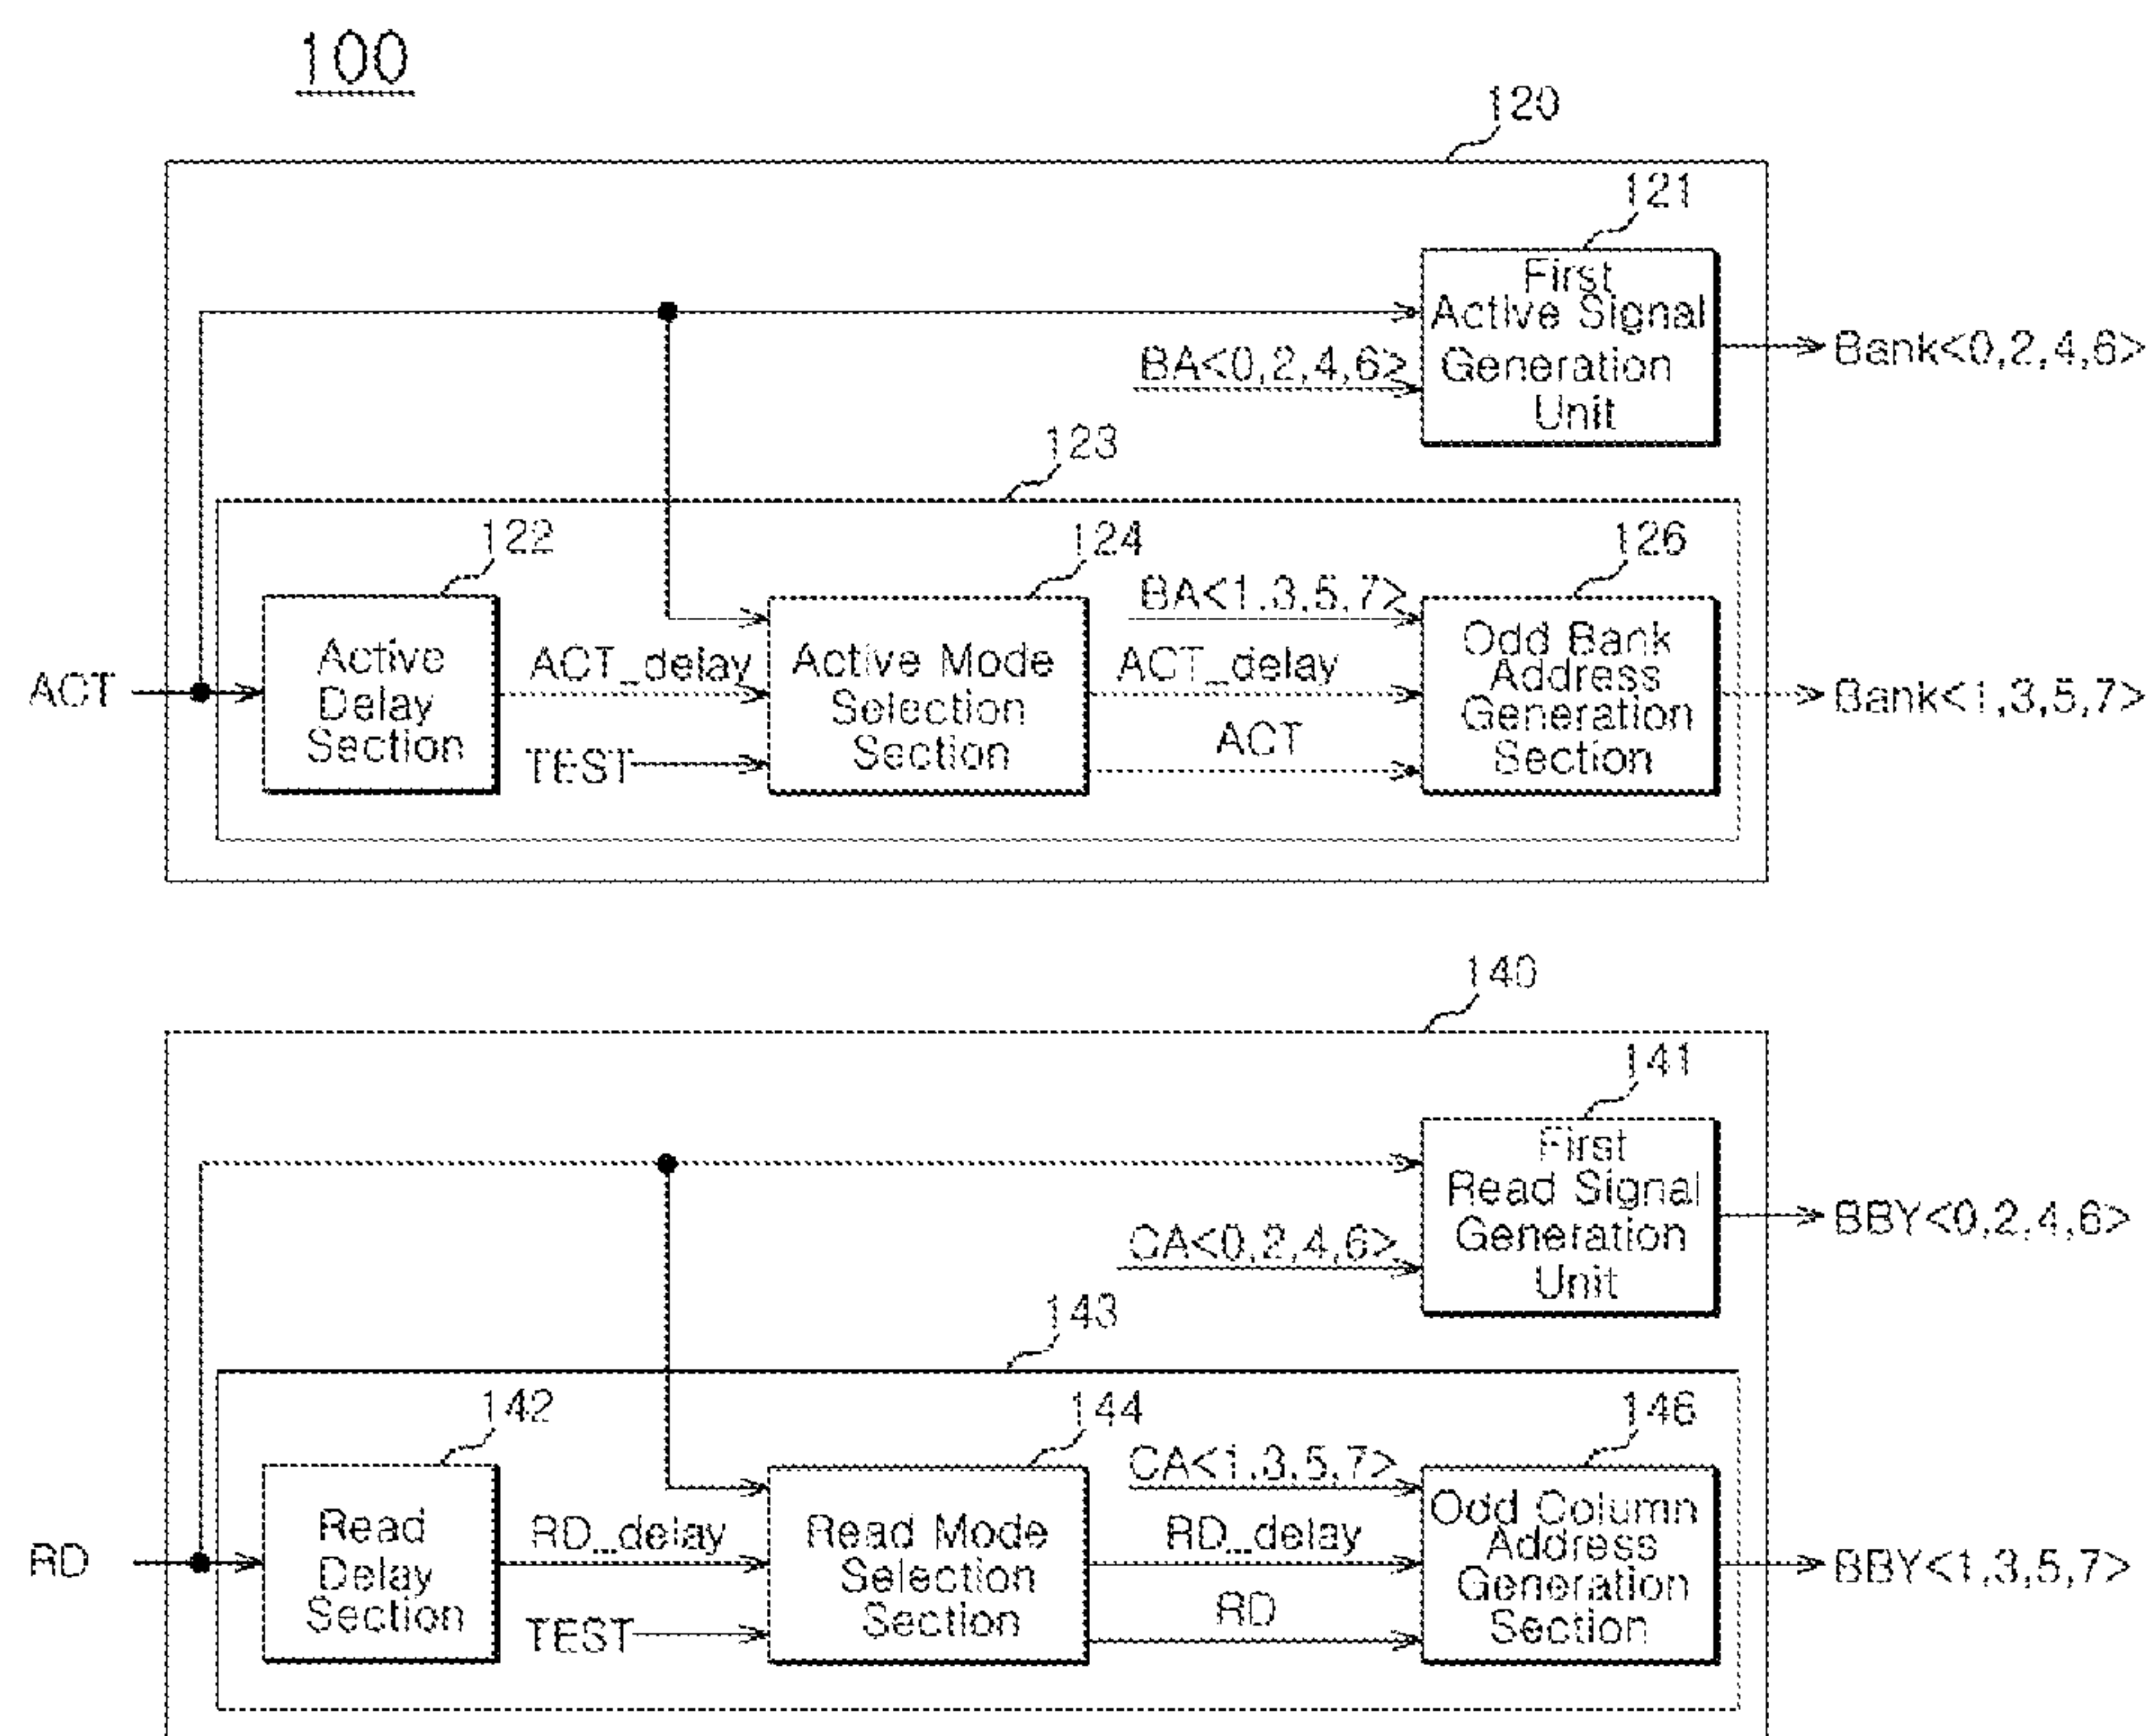 100
120
121
First
Active Signal
Generation
Unit
BA<0,2,4,6>
Bank<0,2,4,6>
123
122
124
126
ACT
Active
Delay
Section
ACT_delay
TEST
Active Mode
Selection
Section
BA<1,3,5,7>
ACT_delay
ACT
Odd Bank
Address
Generation
Section
Bank<1,3,5,7>
140
141
First
Read Signal
Generation
Unit
CA<0,2,4,6>
BBY<0,2,4,6>
143
142
144
146
RD
Read
Delay
Section
RD_delay
TEST
Read Mode
Selection
Section
CA<1,3,5,7>
RD_delay
RD
Odd Column
Address
Generation
Section
BBY<1,3,5,7>